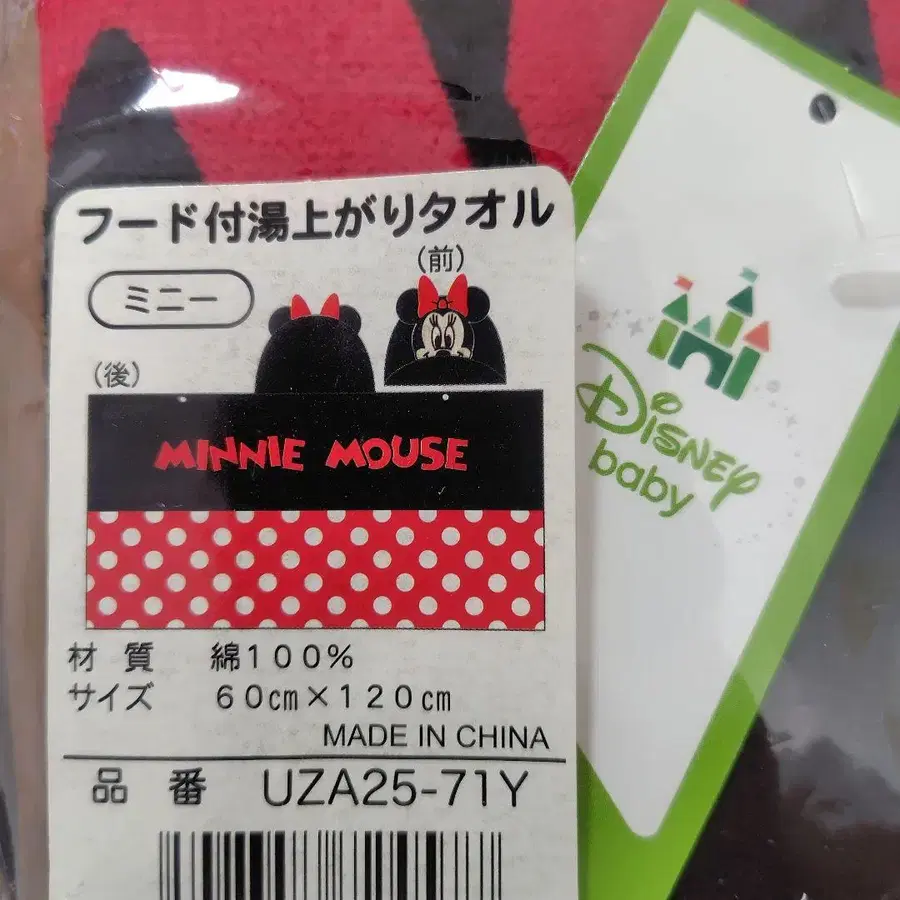 フード付湯上がりタオル
(前)
ミニー
(後)
MINNIE MOUSE
材質 綿100%
サイズ 60cm×120cm
MADE IN CHINA
品番 UZA25-71Y
Disney
baby